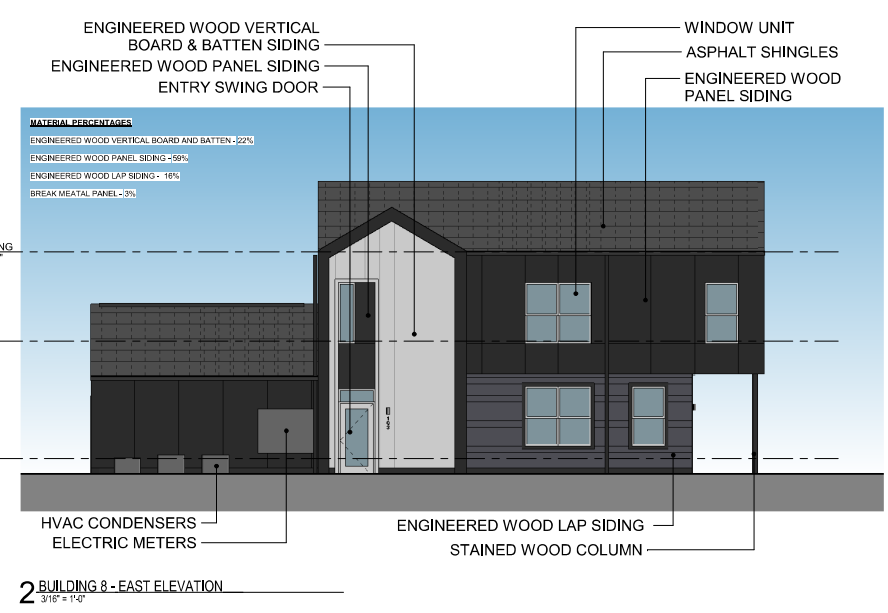 ENGINEERED WOOD VERTICAL
BOARD & BATTEN SIDING
ENGINEERED WOOD PANEL SIDING
ENTRY SWING DOOR
WINDOW UNIT
ASPHALT SHINGLES
ENGINEERED WOOD
PANEL SIDING
MATERIAL PERCENTAGES
ENGINEERED WOOD VERTICAL BOARD AND BATTEN - 22%
ENGINEERED WOOD PANEL SIDING - 59%
ENGINEERED WOOD LAP SIDING - 16%
BREAK MEATAL PANEL - 3%
NG
103
HVAC CONDENSERS
ELECTRIC METERS
ENGINEERED WOOD LAP SIDING
STAINED WOOD COLUMN
2 BUILDING 8 - EAST ELEVATION
3/16" = 1'-0"